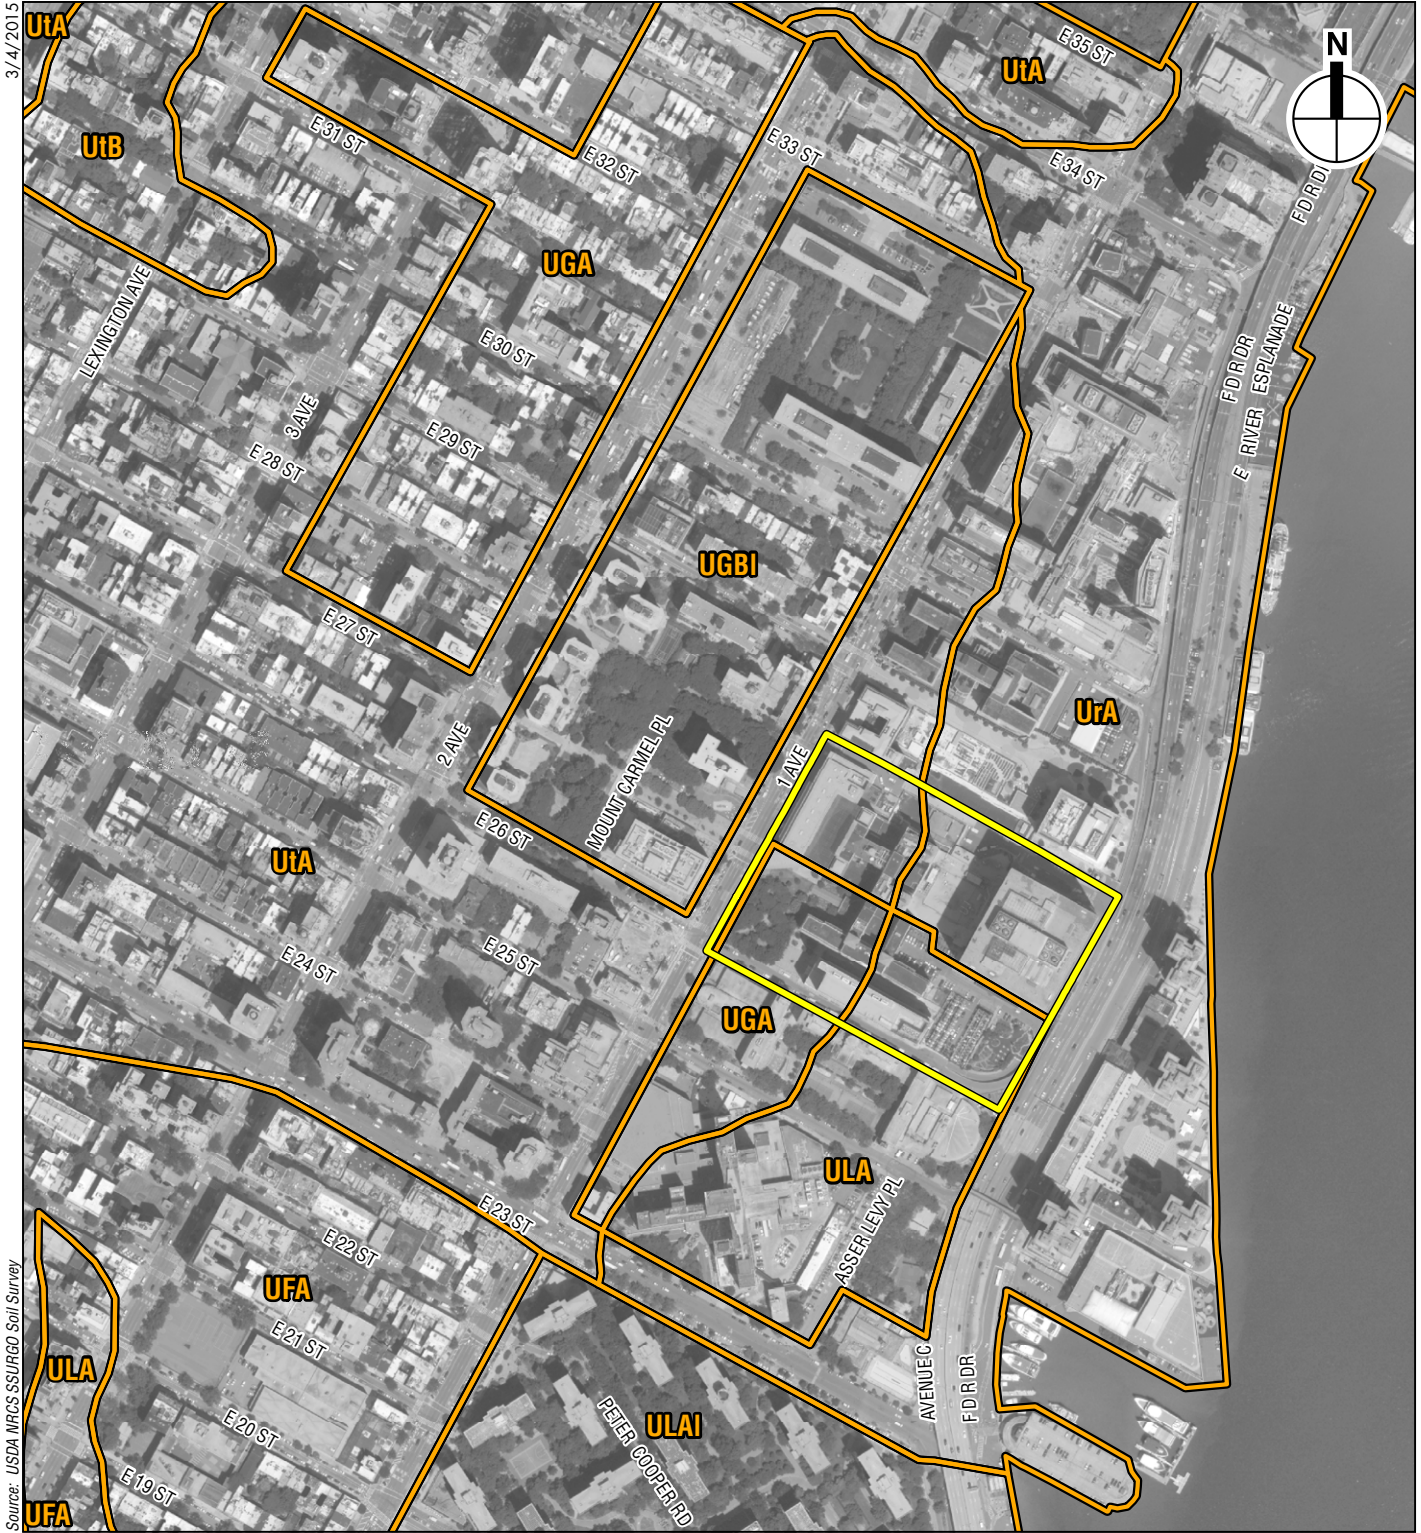 3/4/2015
UtA
E 35 ST
N
UtA
UtB
E 31 ST
E 32 ST
E 33 ST
E 34 ST
F D R D
UGA
LEXINGTON AVE
E 30 ST
F D R DR
E RIVER ESPLANADE
3 AVE
E 29 ST
E 28 ST
UGBI
E 27 ST
UrA
2 AVE
MOUNT CARMEL PL
1 AVE
E 26 ST
UtA
E 25 ST
E 24 ST
UGA
ULA
ASSER LEVY PL
E 23 ST
E 22 ST
UFA
E 21 ST
ULA
AVENUE C
F D R DR
PETER COOPER RD
ULAI
E 20 ST
E 19 ST
UFA
Source: USDA NRCS SSURGO Soil Survey